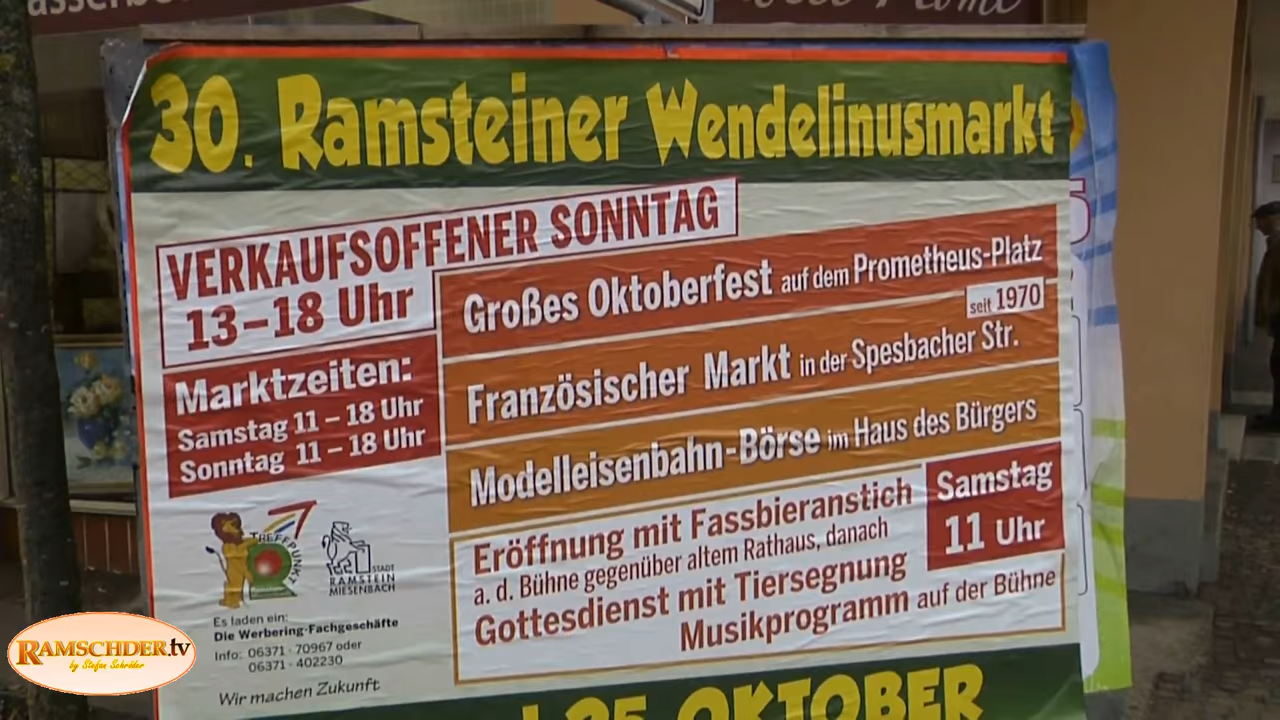 30. Ramsteiner Wendelinusmarkt
VERKAUFSOFFENER SONNTAG
13–18 Uhr
Marktzeiten:
Samstag 11 – 18 Uhr
Sonntag 11 – 18 Uhr
Großes Oktoberfest auf dem Prometheus-Platz
seit 1970
Französischer Markt in der Spesbacher Str.
Modelleisenbahn-Börse im Haus des Bürgers
Eröffnung mit Fassbieranstich
a. d. Bühne gegenüber altem Rathaus, danach
Gottesdienst mit Tiersegnung
Musikprogramm auf der Bühne
Samstag
11 Uhr
TREFFPUNKT
STADT
RAMSTEIN
MIESENBACH
Es laden ein:
Die Werbering-Fachgeschäfte
Info: 06371 · 70967 oder
06371 · 402230
Wir machen Zukunft
25. OKTOBER
RAMSCHDER.tv
by Stefan Schröder